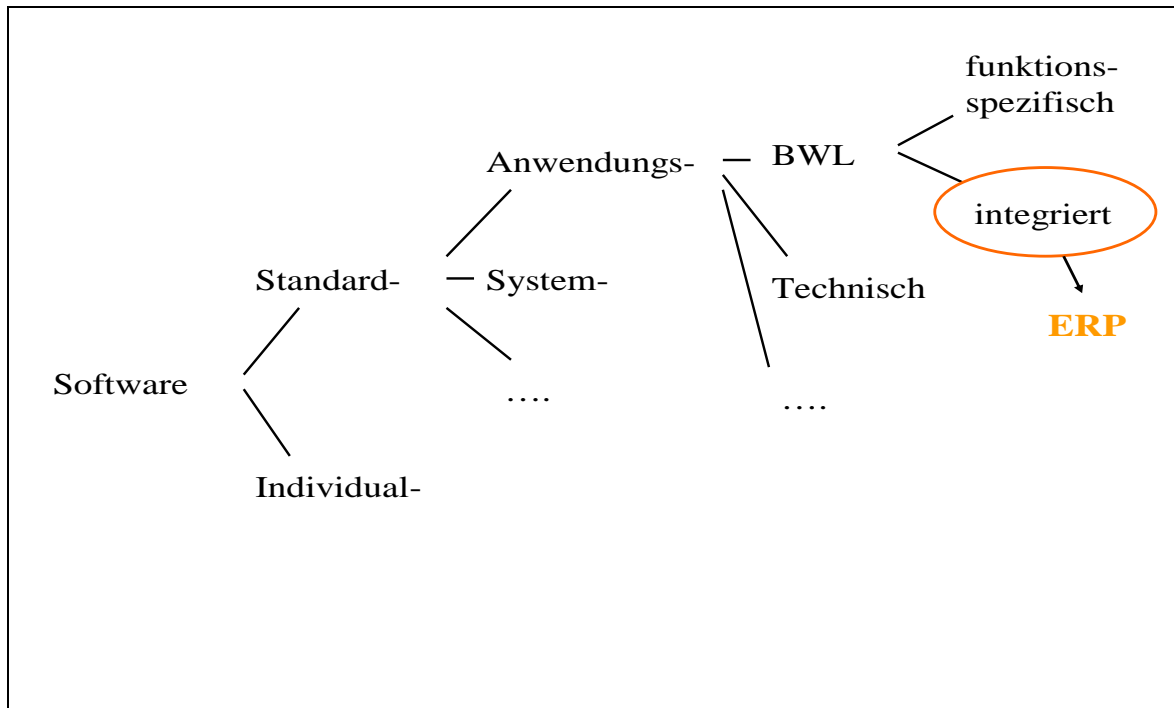 funktions-
spezifisch
Anwendungs-
BWL
integriert
Standard-
System-
Technisch
ERP
Software
….
….
Individual-